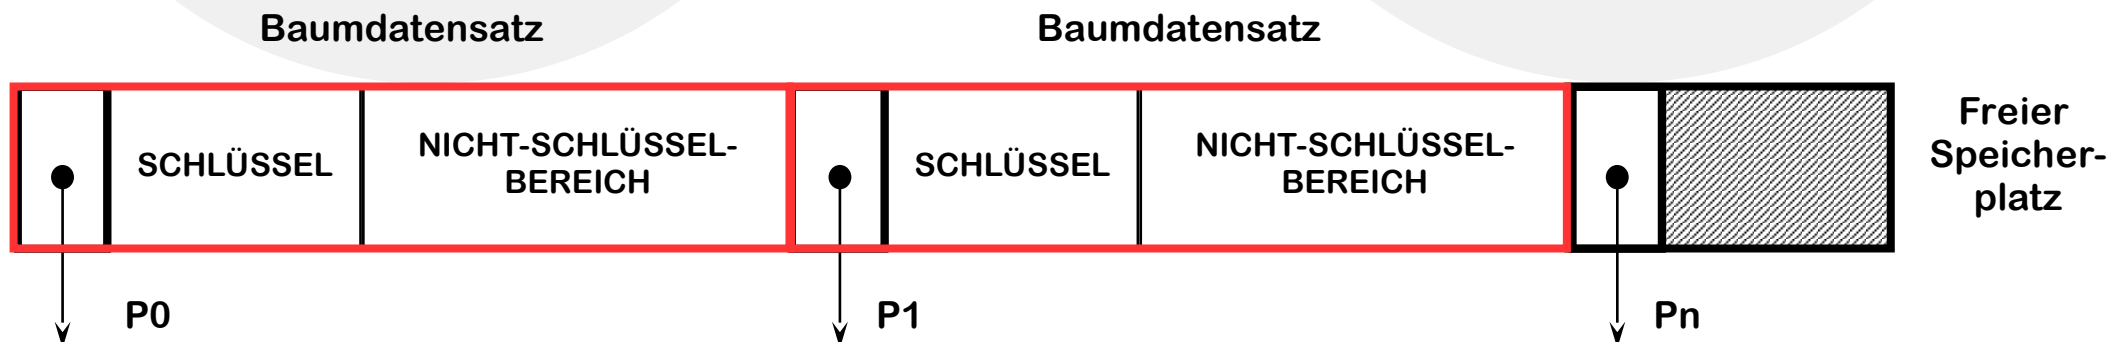 Baumdatensatz
Baumdatensatz
SCHLÜSSEL
NICHT-SCHLÜSSEL-
BEREICH
SCHLÜSSEL
NICHT-SCHLÜSSEL-
BEREICH
Freier
Speicher-
platz
P0
P1
Pn